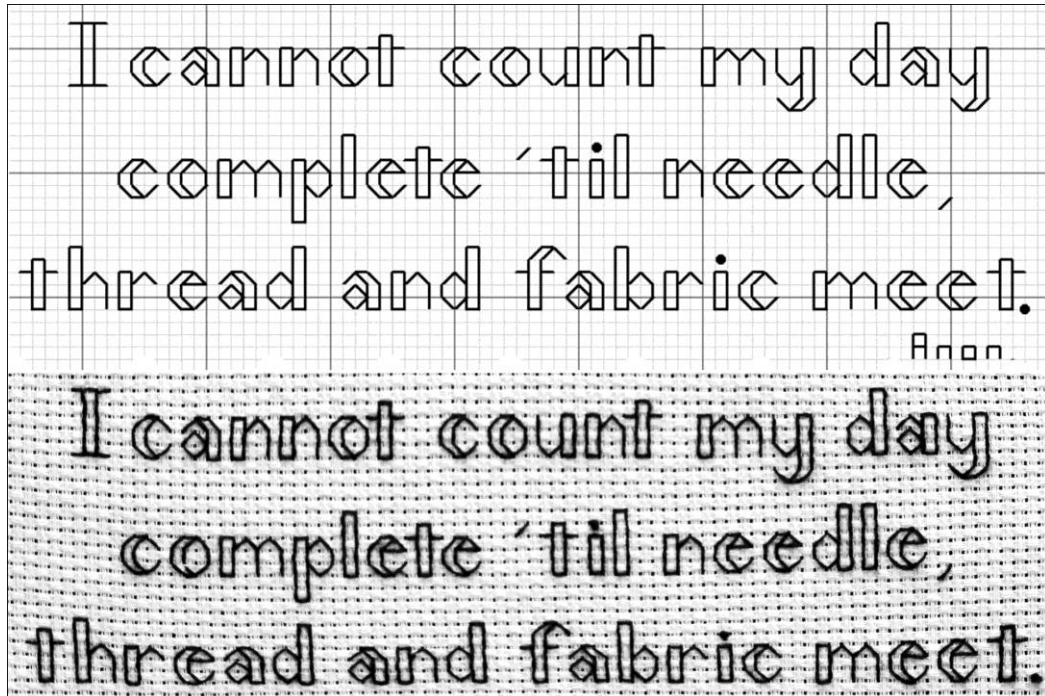 I cannot count my day
complete ´til needle,
thread and fabric meet.
Anon.
I cannot count my day
complete ´til needle,
thread and fabric meet.